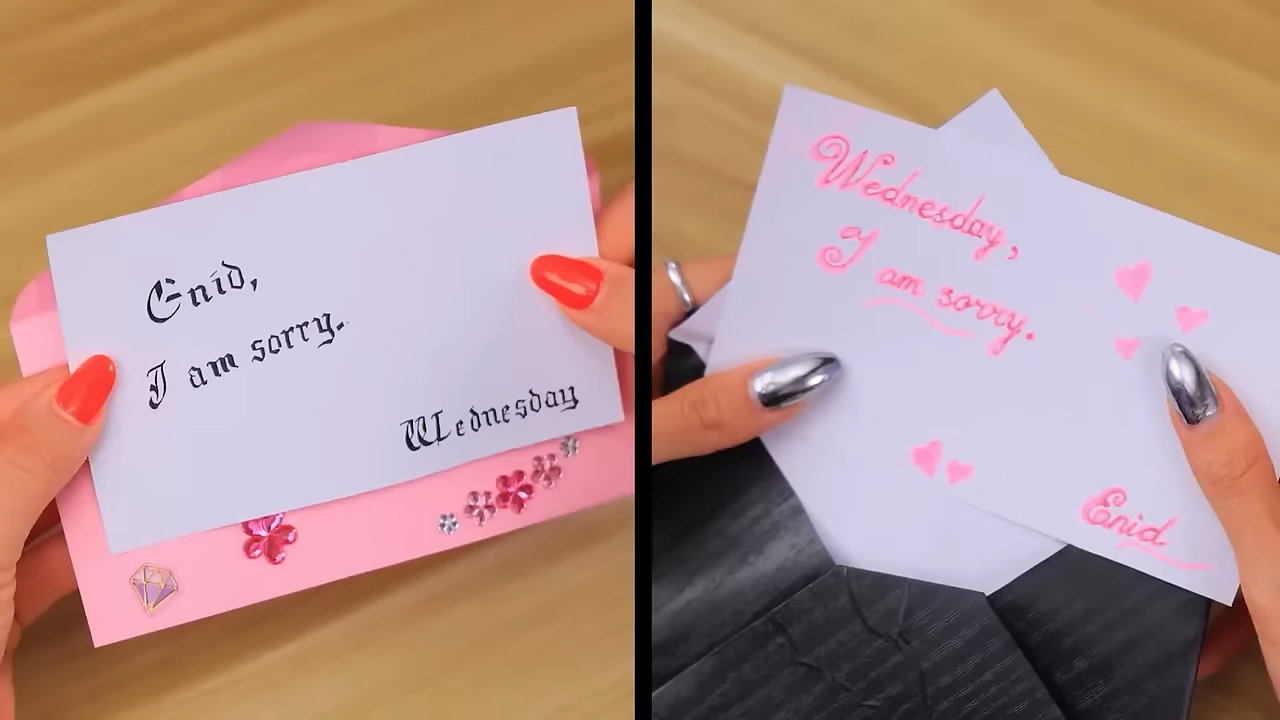 Enid,
I am sorry.
Wednesday
Wednesday,
I am sorry.
Enid